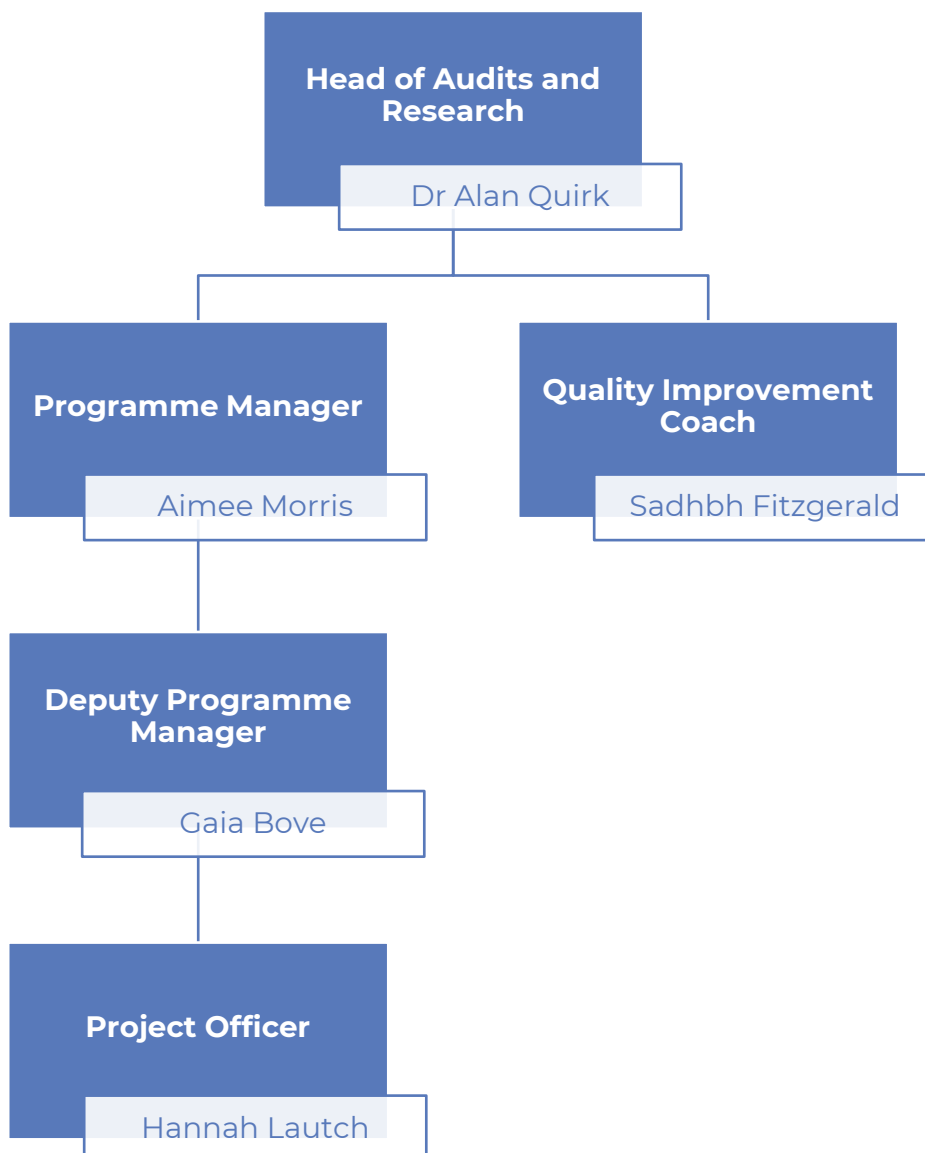 Head of Audits and
Research
Dr Alan Quirk
Programme Manager
Aimee Morris
Quality Improvement
Coach
Sadhbh Fitzgerald
Deputy Programme
Manager
Gaia Bove
Project Officer
Hannah Lautch